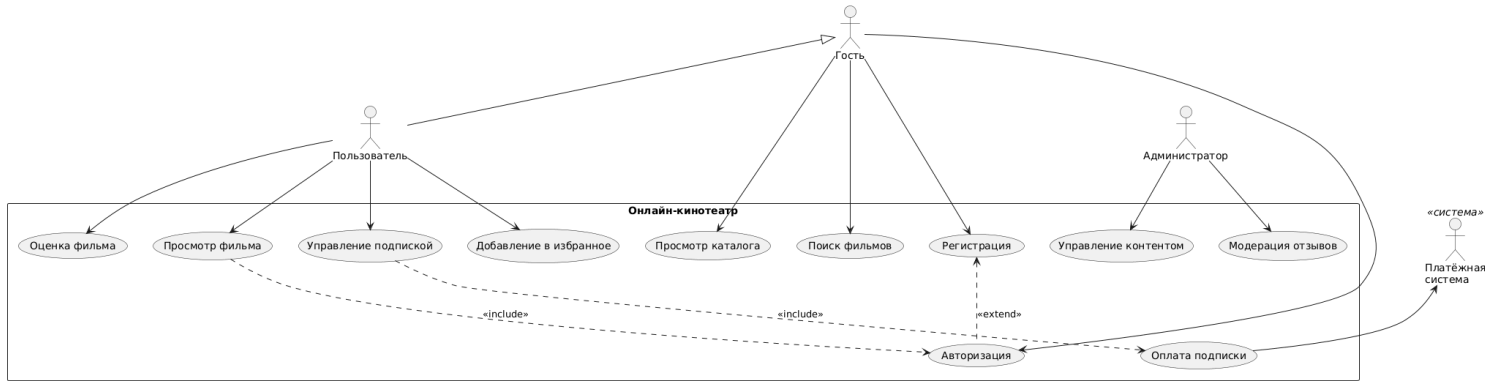 Гость
Пользователь
Администратор
Онлайн-кинотеатр
«система»
Оценка фильма
Просмотр фильма
Управление подпиской
Добавление в избранное
Просмотр каталога
Поиск фильмов
Регистрация
Управление контентом
Модерация отзывов
Платёжная
система
«include»
«include»
«extend»
Авторизация
Оплата подписки